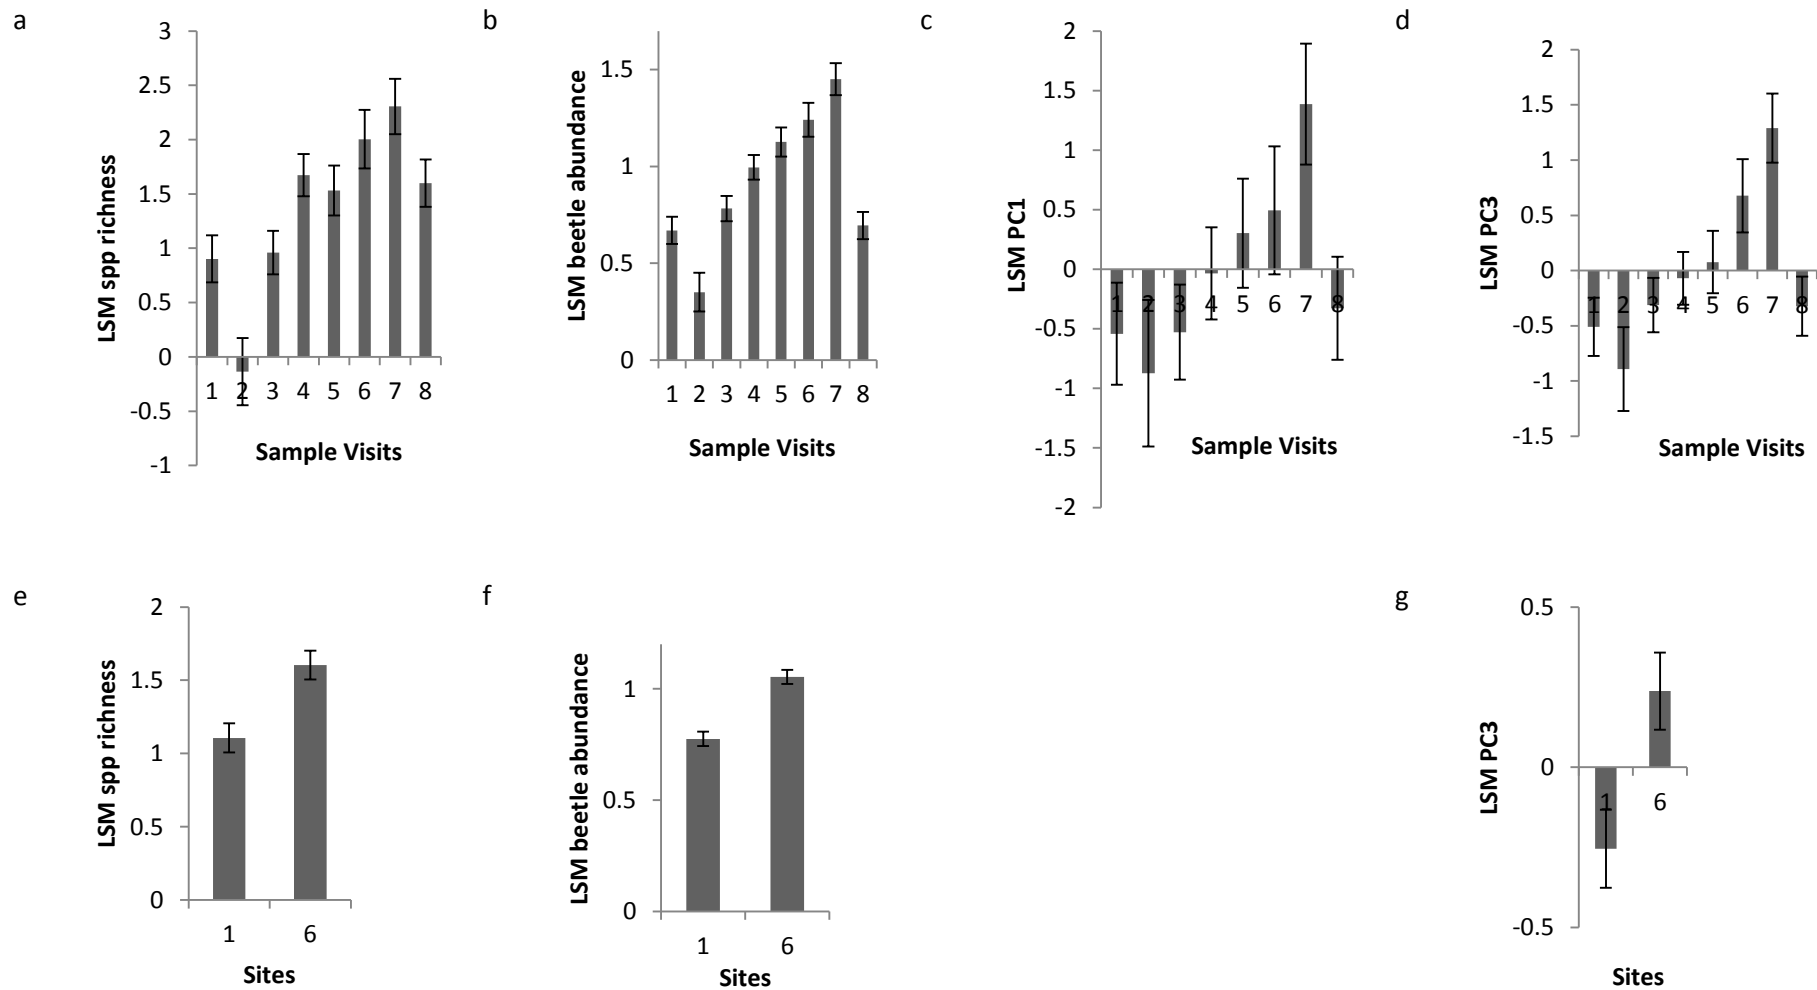 a
3
2.5
2
1.5
1
0.5
0
-0.5
-1
LSM spp richness
1 2 3 4 5 6 7 8
Sample Visits
b
1.5
1
0.5
0
LSM beetle abundance
1 2 3 4 5 6 7 8
Sample Visits
c
2
1.5
1
0.5
0
-0.5
-1
-1.5
-2
LSM PC1
1 2 3 4 5 6 7 8
Sample Visits
d
2
1.5
1
0.5
0
-0.5
-1
-1.5
LSM PC3
1 2 3 4 5 6 7 8
Sample Visits
e
2
1.5
1
0.5
0
LSM spp richness
1 6
Sites
f
1
0.5
0
LSM beetle abundance
1 6
Sites
g
0.5
0
-0.5
LSM PC3
1 6
Sites